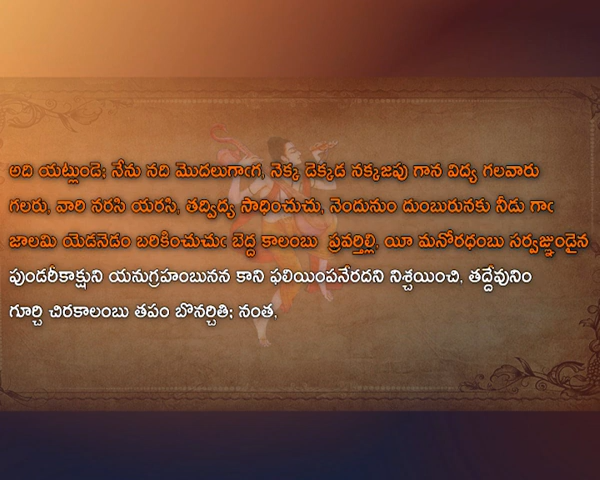 అది యట్లుండె; నేను నది మొదలుగాఁగ, నెక్క డెక్కడ నక్కజపు గాన విద్య గలవారు
గలరు, వారి నరసి యరసి, తద్విద్య సాధించుచు, నెందునుం దుంబురునకు నీడు గాఁ
జాలమి యెడనెడం బరికించుచుఁ బెద్ద కాలంబు ప్రవర్తిల్లి, యీ మనోరథంబు సర్వజ్ఞుండైన
పుండరీకాక్షుని యనుగ్రహంబునన కాని ఫలియింపనేరదని నిశ్చయించి, తద్దేవునిం
గూర్చి చిరకాలంబు తపం బొనర్చితి; నంత,